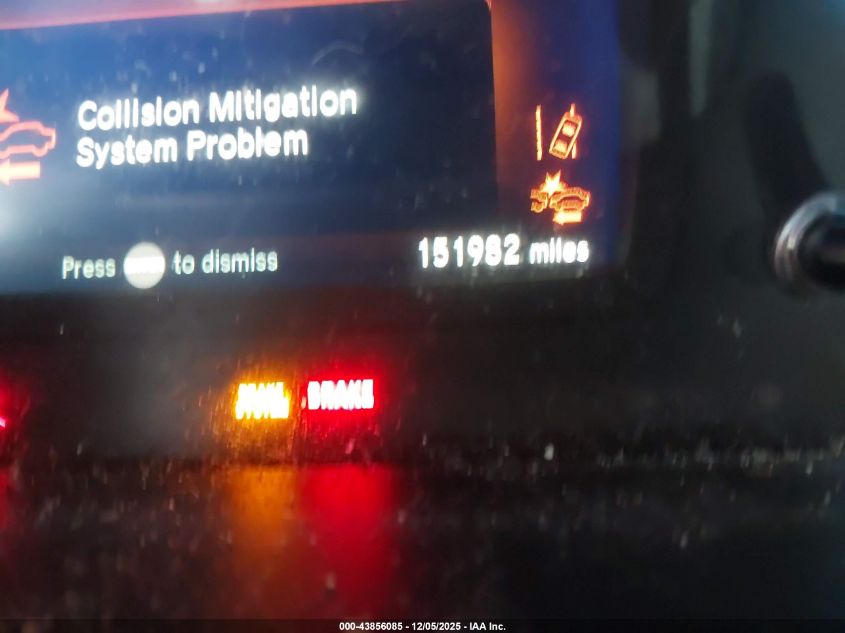 Collision Mitigation
System Problem
Press to dismiss
151982 miles
BRAKE
000-43856085 - 12/05/2025 - IAA Inc.